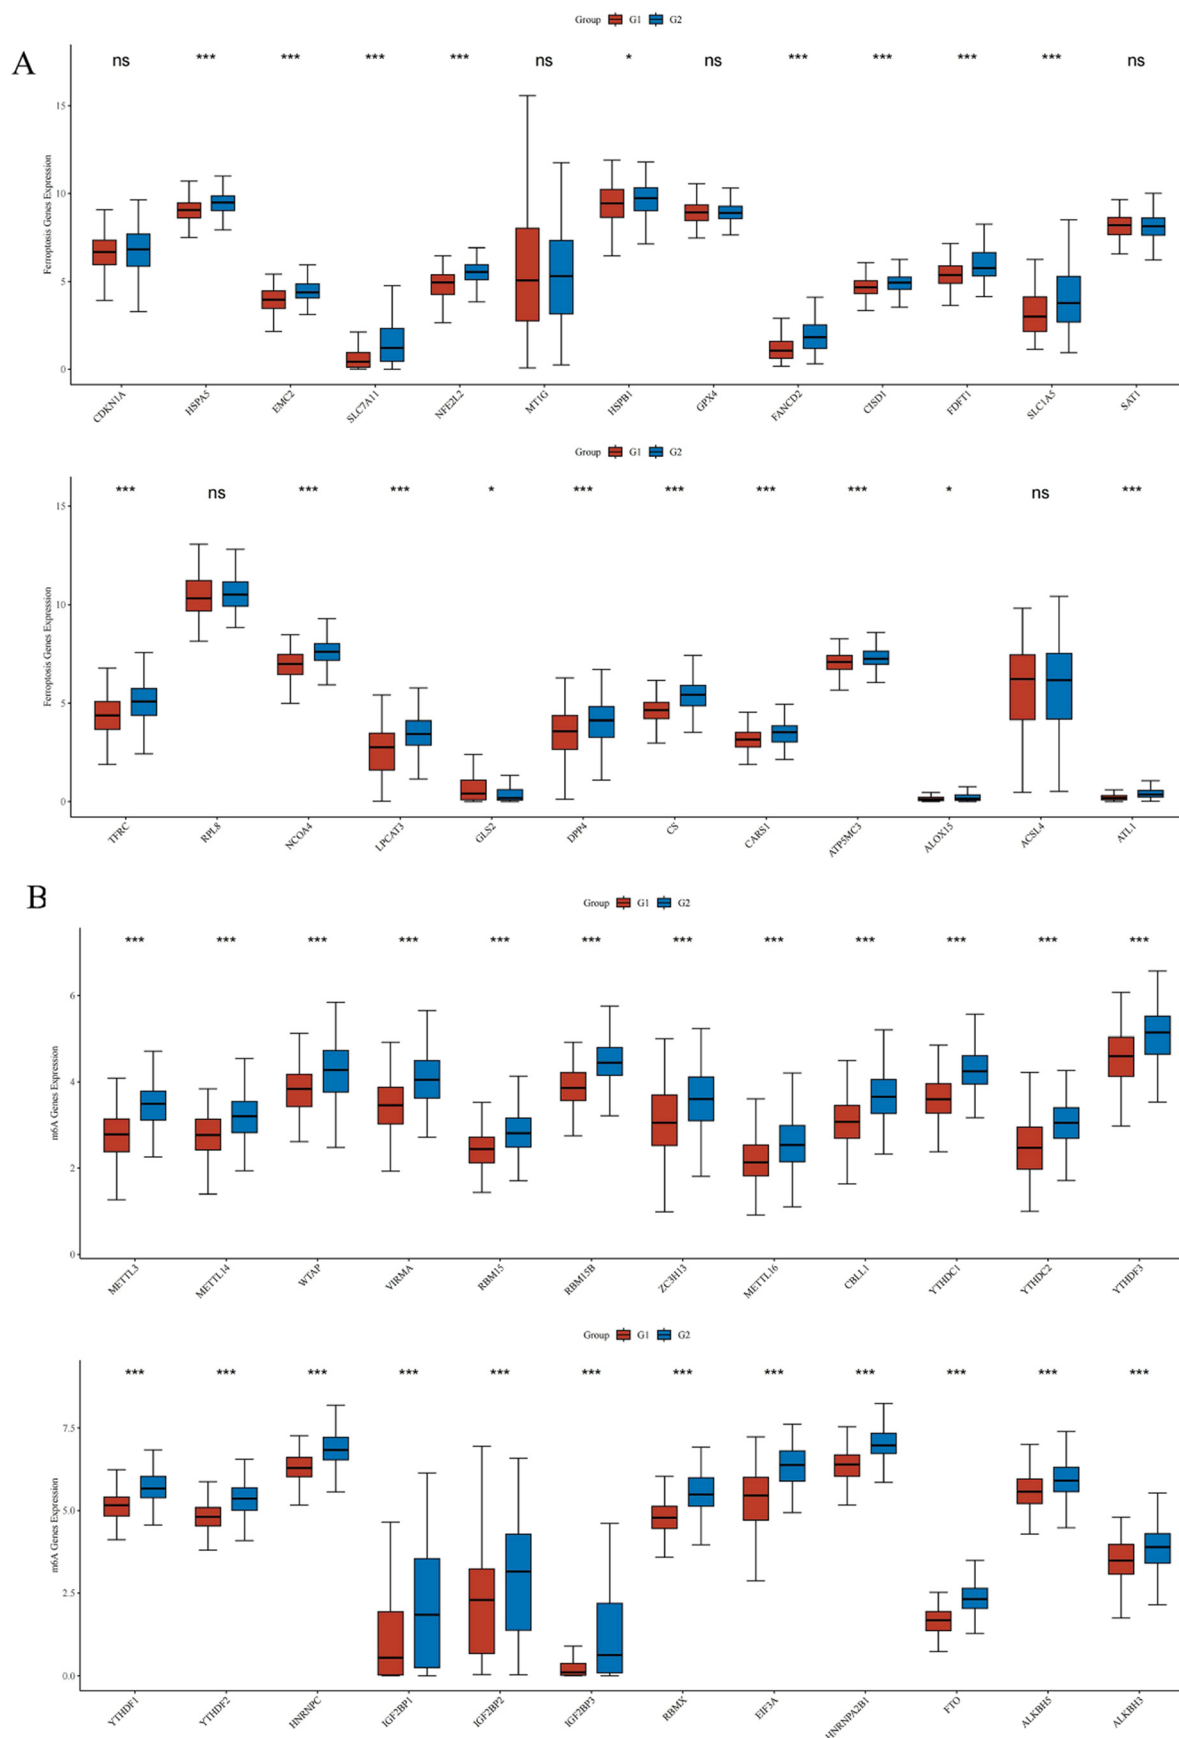 Group G1 G2
A
ns *** *** *** *** ns * ns *** *** *** *** ns
Ferroptosis Genes Expression
15
10
5
0
CDKN1A HSPA5 EMC2 SLC7A11 NFE2L2 MT1G HSPB1 GPX4 FANCD2 CISD1 FDFT1 SLC1A5 SAT1
Group G1 G2
*** ns *** *** * *** *** *** *** * ns ***
Ferroptosis Genes Expression
15
10
5
0
TFRC RPL8 NCOA4 LPCAT3 GLS2 DPP4 CS CARS1 ATP5MC3 ALOX15 ACSL4 ATL1
B
Group G1 G2
*** *** *** *** *** *** *** *** *** *** *** ***
m6A Genes Expression
6
4
2
0
METTL3 METTL14 WTAP VIRMA RBM15 RBM15B ZC3H13 METTL16 CBLL1 YTHDC1 YTHDC2 YTHDF3
Group G1 G2
*** *** *** *** *** *** *** *** *** *** *** ***
m6A Genes Expression
7.5
5.0
2.5
0.0
YTHDF1 YTHDF2 HNRNPC IGF2BP1 IGF2BP2 IGF2BP3 RBMX EIF3A HNRNPA2B1 FTO ALKBH5 ALKBH3